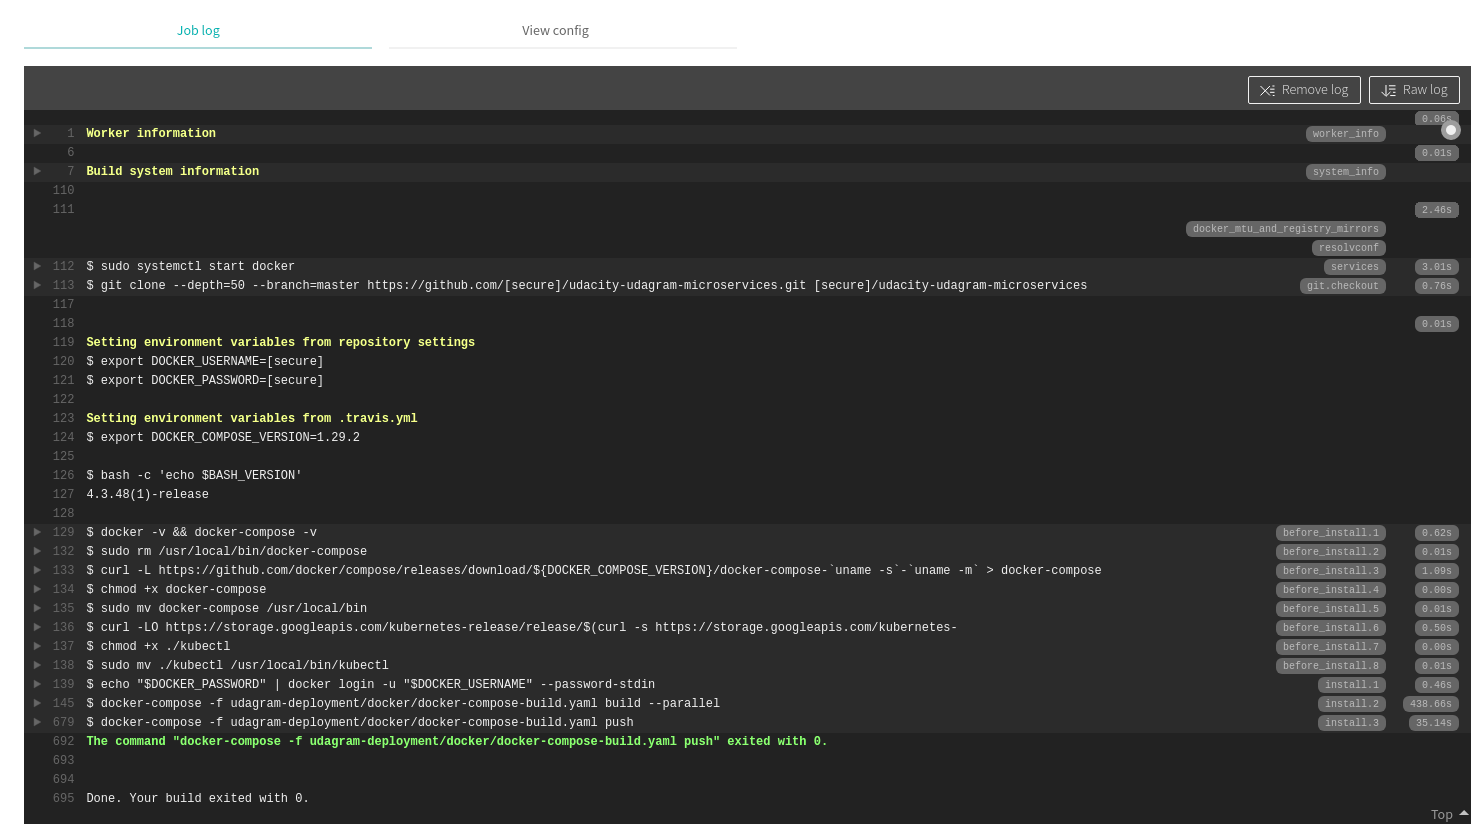 Job log View config
Remove log Raw log
0.06s
1 Worker information worker_info
6 0.01s
7 Build system information system_info
110
111 2.46s
docker_mtu_and_registry_mirrors
resolvconf
112 $ sudo systemctl start docker services 3.01s
113 $ git clone --depth=50 --branch=master https://github.com/[secure]/udacity-udagram-microservices.git [secure]/udacity-udagram-microservices git.checkout 0.76s
117
118 0.01s
119 Setting environment variables from repository settings
120 $ export DOCKER_USERNAME=[secure]
121 $ export DOCKER_PASSWORD=[secure]
122
123 Setting environment variables from .travis.yml
124 $ export DOCKER_COMPOSE_VERSION=1.29.2
125
126 $ bash -c 'echo $BASH_VERSION'
127 4.3.48(1)-release
128
129 $ docker -v && docker-compose -v before_install.1 0.62s
132 $ sudo rm /usr/local/bin/docker-compose before_install.2 0.01s
133 $ curl -L https://github.com/docker/compose/releases/download/${DOCKER_COMPOSE_VERSION}/docker-compose-`uname -s`-`uname -m` > docker-compose before_install.3 1.09s
134 $ chmod +x docker-compose before_install.4 0.00s
135 $ sudo mv docker-compose /usr/local/bin before_install.5 0.01s
136 $ curl -LO https://storage.googleapis.com/kubernetes-release/release/$(curl -s https://storage.googleapis.com/kubernetes- before_install.6 0.50s
137 $ chmod +x ./kubectl before_install.7 0.00s
138 $ sudo mv ./kubectl /usr/local/bin/kubectl before_install.8 0.01s
139 $ echo "$DOCKER_PASSWORD" | docker login -u "$DOCKER_USERNAME" --password-stdin install.1 0.46s
145 $ docker-compose -f udagram-deployment/docker/docker-compose-build.yaml build --parallel install.2 438.66s
679 $ docker-compose -f udagram-deployment/docker/docker-compose-build.yaml push install.3 35.14s
692 The command "docker-compose -f udagram-deployment/docker/docker-compose-build.yaml push" exited with 0.
693
694
695 Done. Your build exited with 0.
Top